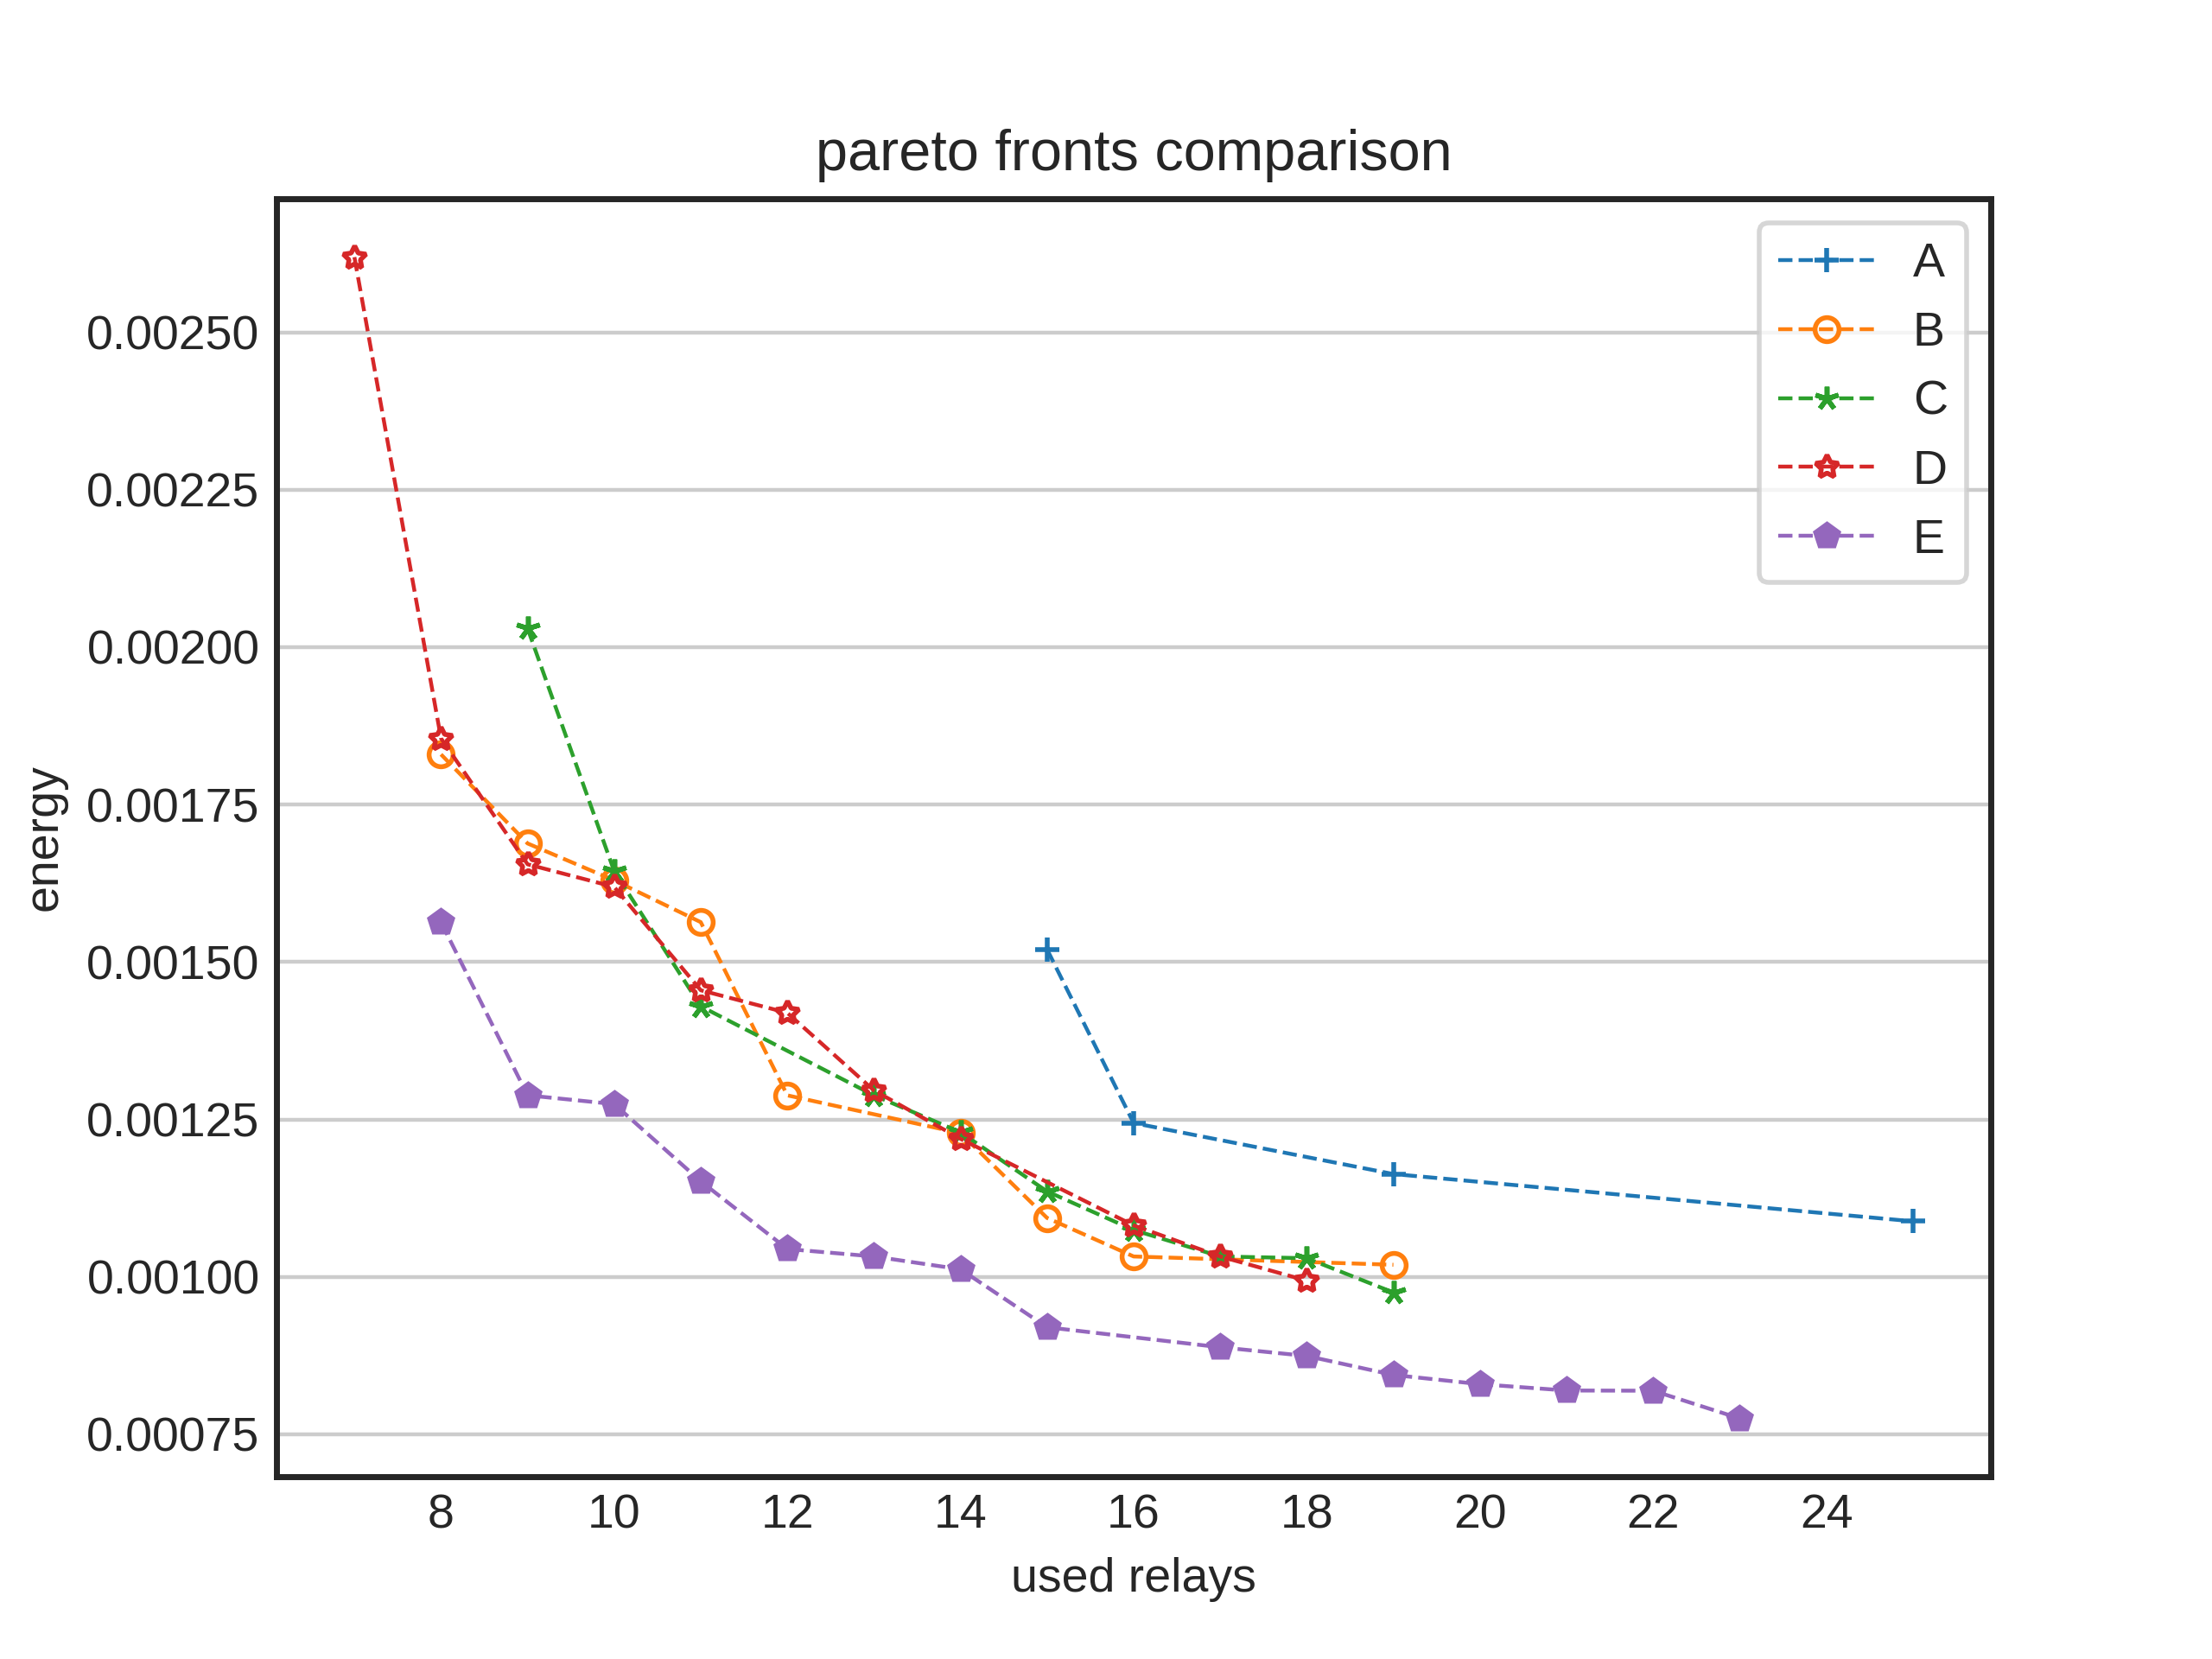 pareto fronts comparison
A
B
C
D
E
0.00250
0.00225
0.00200
0.00175
0.00150
0.00125
0.00100
0.00075
energy
8 10 12 14 16 18 20 22 24
used relays